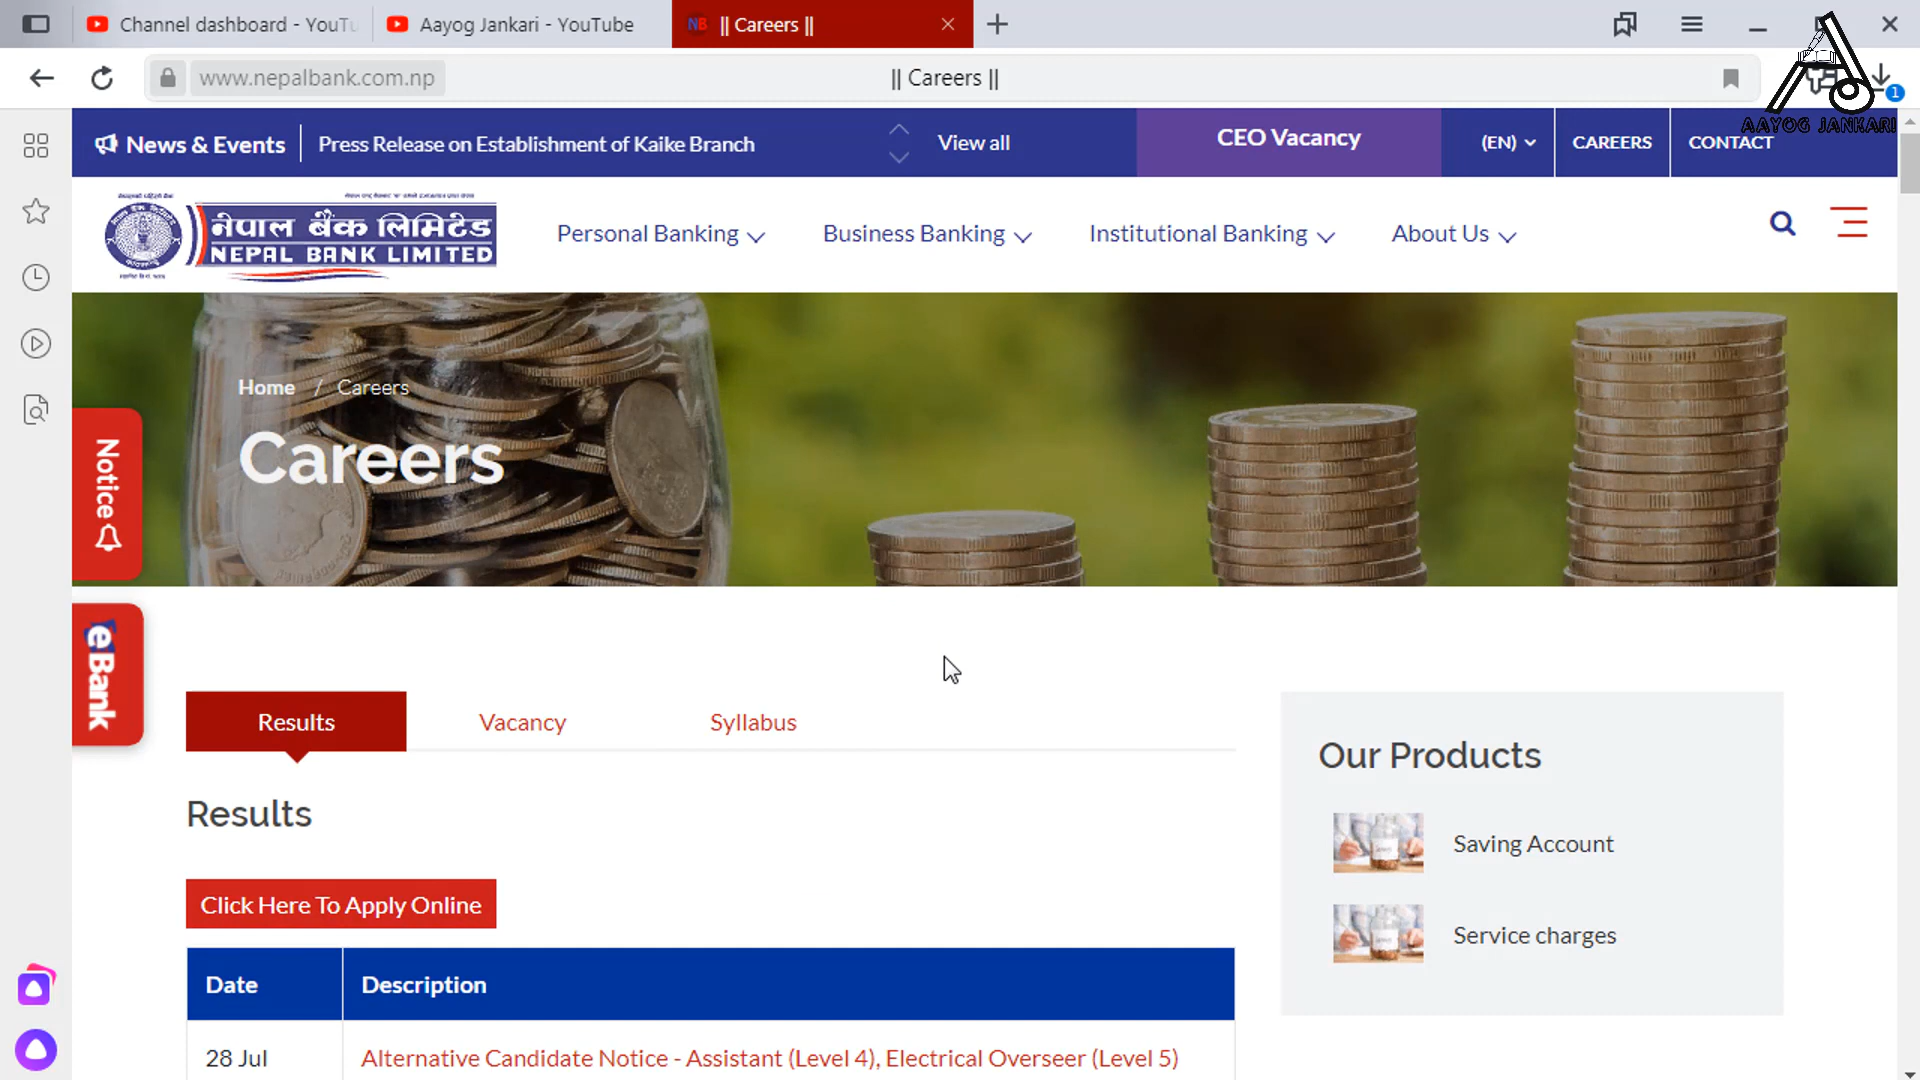 Channel dashboard - YouTu
Aayog Jankari - YouTube
NB || Careers ||
www.nepalbank.com.np
|| Careers ||
1
AAYOG JANKARI
News & Events
Press Release on Establishment of Kaike Branch
View all
CEO Vacancy
(EN)
CAREERS
CONTACT
नेपाल बैंक लिमिटेड
NEPAL BANK LIMITED
Personal Banking
Business Banking
Institutional Banking
About Us
Home / Careers
Careers
Notice
eBank
Results
Vacancy
Syllabus
Results
Click Here To Apply Online
Date
Description
28 Jul
Alternative Candidate Notice - Assistant (Level 4), Electrical Overseer (Level 5)
Our Products
Saving Account
Service charges